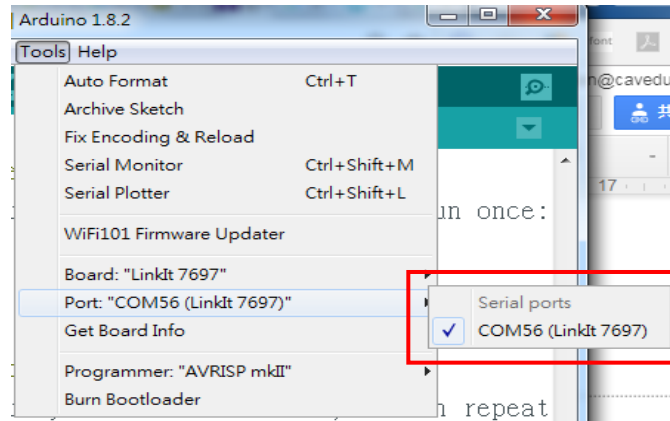 Arduino 1.8.2
Tools Help
font
Auto Format Ctrl+T
@cavedu
Archive Sketch
共
Fix Encoding & Reload
Serial Monitor Ctrl+Shift+M
-
Serial Plotter Ctrl+Shift+L
17
un once:
WiFi101 Firmware Updater
Board: "LinkIt 7697"
Port: "COM56 (LinkIt 7697)"
Serial ports
Get Board Info
✓ COM56 (LinkIt 7697)
Programmer: "AVRISP mkII"
Burn Bootloader
repeat